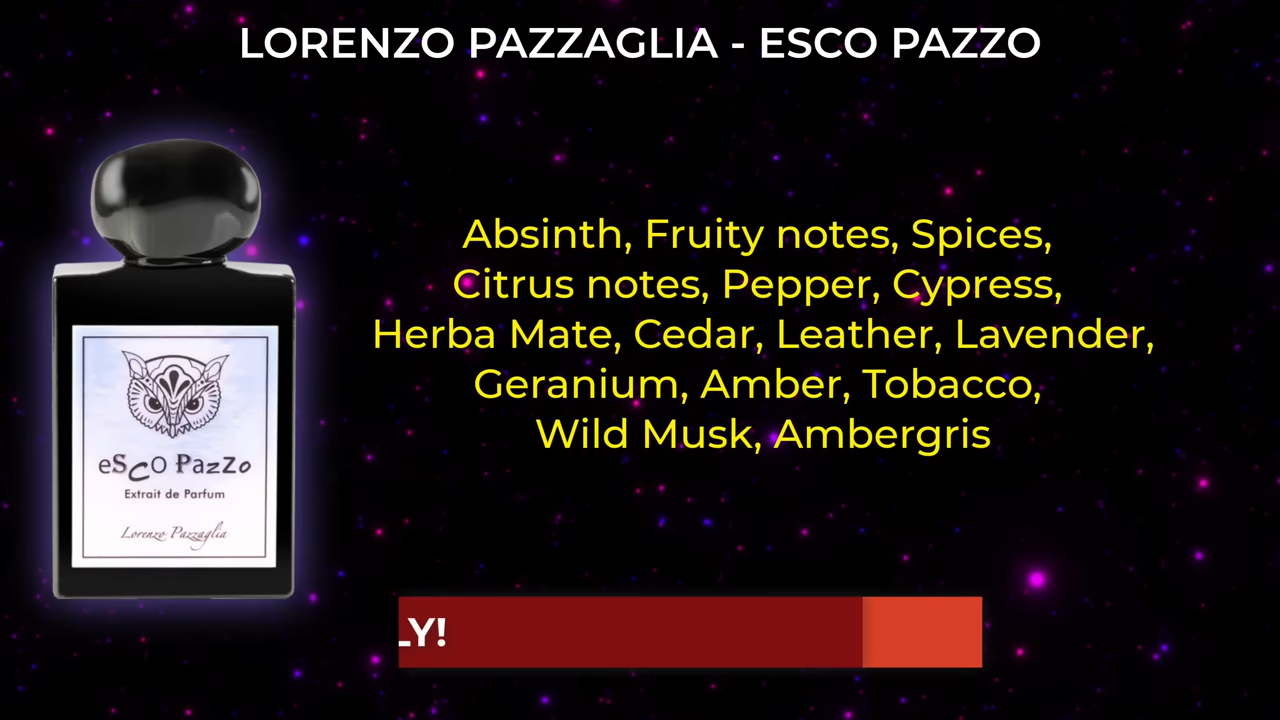 LORENZO PAZZAGLIA - ESCO PAZZO
Absinth, Fruity notes, Spices,
Citrus notes, Pepper, Cypress,
Herba Mate, Cedar, Leather, Lavender,
Geranium, Amber, Tobacco,
Wild Musk, Ambergris
eSCO PazZo
Extrait de Parfum
Lorenzo Pazzaglia
LY!